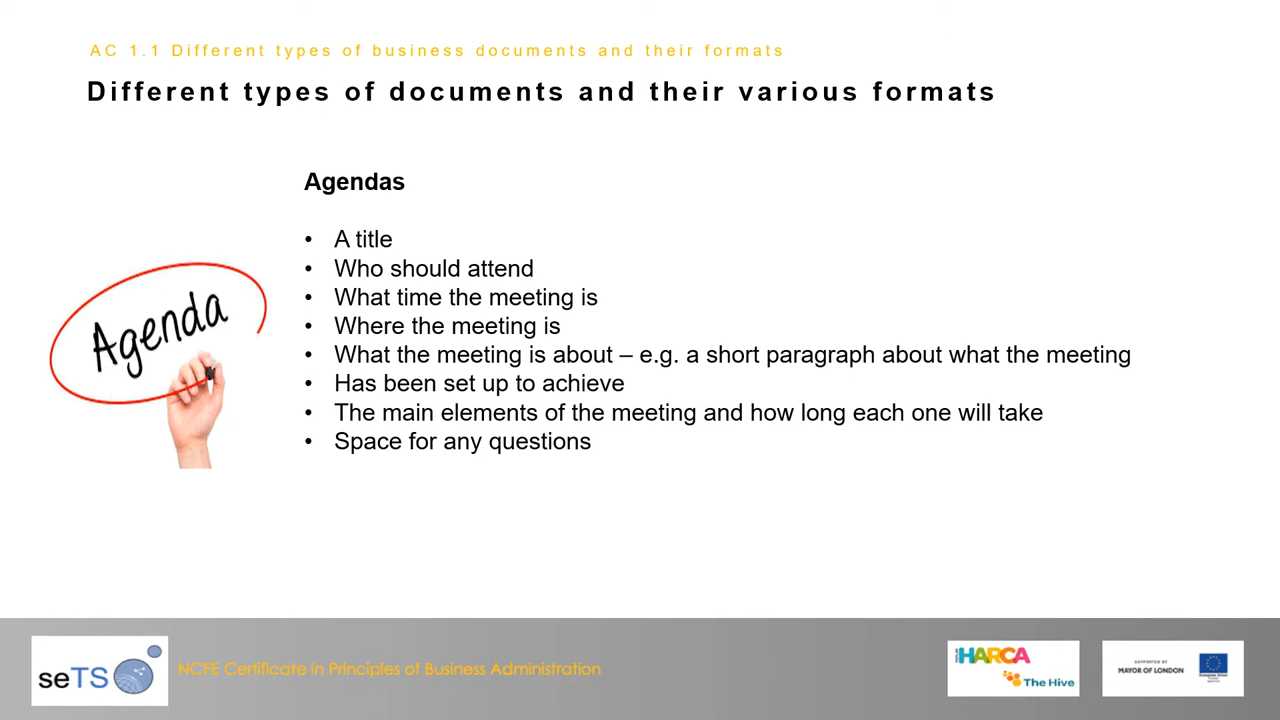 AC 1.1 Different types of business documents and their formats
Different types of documents and their various formats
Agendas
• A title
• Who should attend
• What time the meeting is
• Where the meeting is
• What the meeting is about – e.g. a short paragraph about what the meeting
• Has been set up to achieve
• The main elements of the meeting and how long each one will take
• Space for any questions
Agenda
seTS
NCFE Certificate in Principles of Business Administration
HARCA
The Hive
SUPPORTED BY
MAYOR OF LONDON
European Union